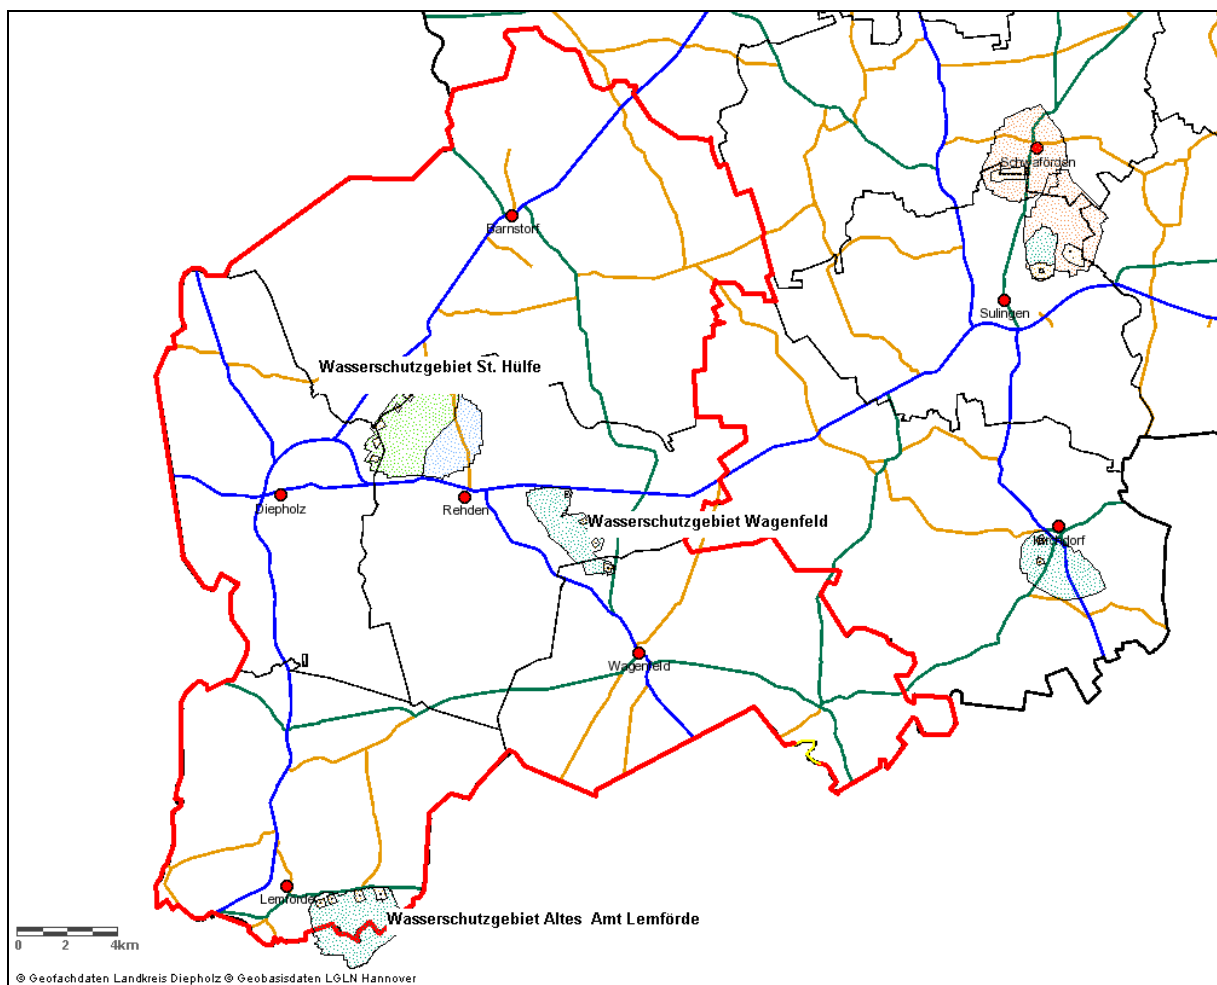 Schwaförden
Barnstorf
Sulingen
Wasserschutzgebiet St. Hülfe
Diepholz
Rehden
Wasserschutzgebiet Wagenfeld
Kirchdorf
Wagenfeld
Lemförde
Wasserschutzgebiet Altes Amt Lemförde
0 2 4km
© Geofachdaten Landkreis Diepholz © Geobasisdaten LGLN Hannover